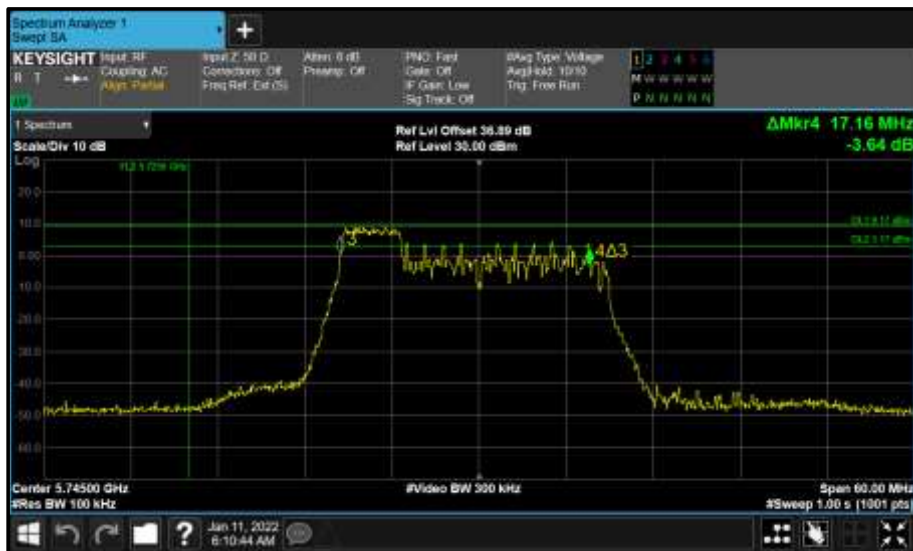 Spectrum Analyzer 1
Swept SA
+
KEYSIGHT
R T
Input: RF
Coupling: AC
Align: Partial
Input Z: 50 Ω
Corrections: Off
Freq Ref: Ext (S)
Atten: 6 dB
Preamp: Off
PNO: Fast
Gate: Off
IF Gain: Low
Sig Track: Off
#Avg Type: Voltage
Avg|Hold: 10/10
Trig: Free Run
1 2 3 4 5 6
M W W W W W
P N N N N N
1 Spectrum
Scale/Div 10 dB
Ref Lvl Offset 36.89 dB
Ref Level 30.00 dBm
ΔMkr4 17.16 MHz
-3.64 dB
Log
20.0
10.0
0.00
-10.0
-20.0
-30.0
-40.0
-50.0
-60.0
3
4Δ3
Center 5.74500 GHz
#Res BW 100 kHz
#Video BW 300 kHz
Span 60.00 MHz
#Sweep 1.00 s (1001 pts)
?
Jan 11, 2022
6:10:44 AM